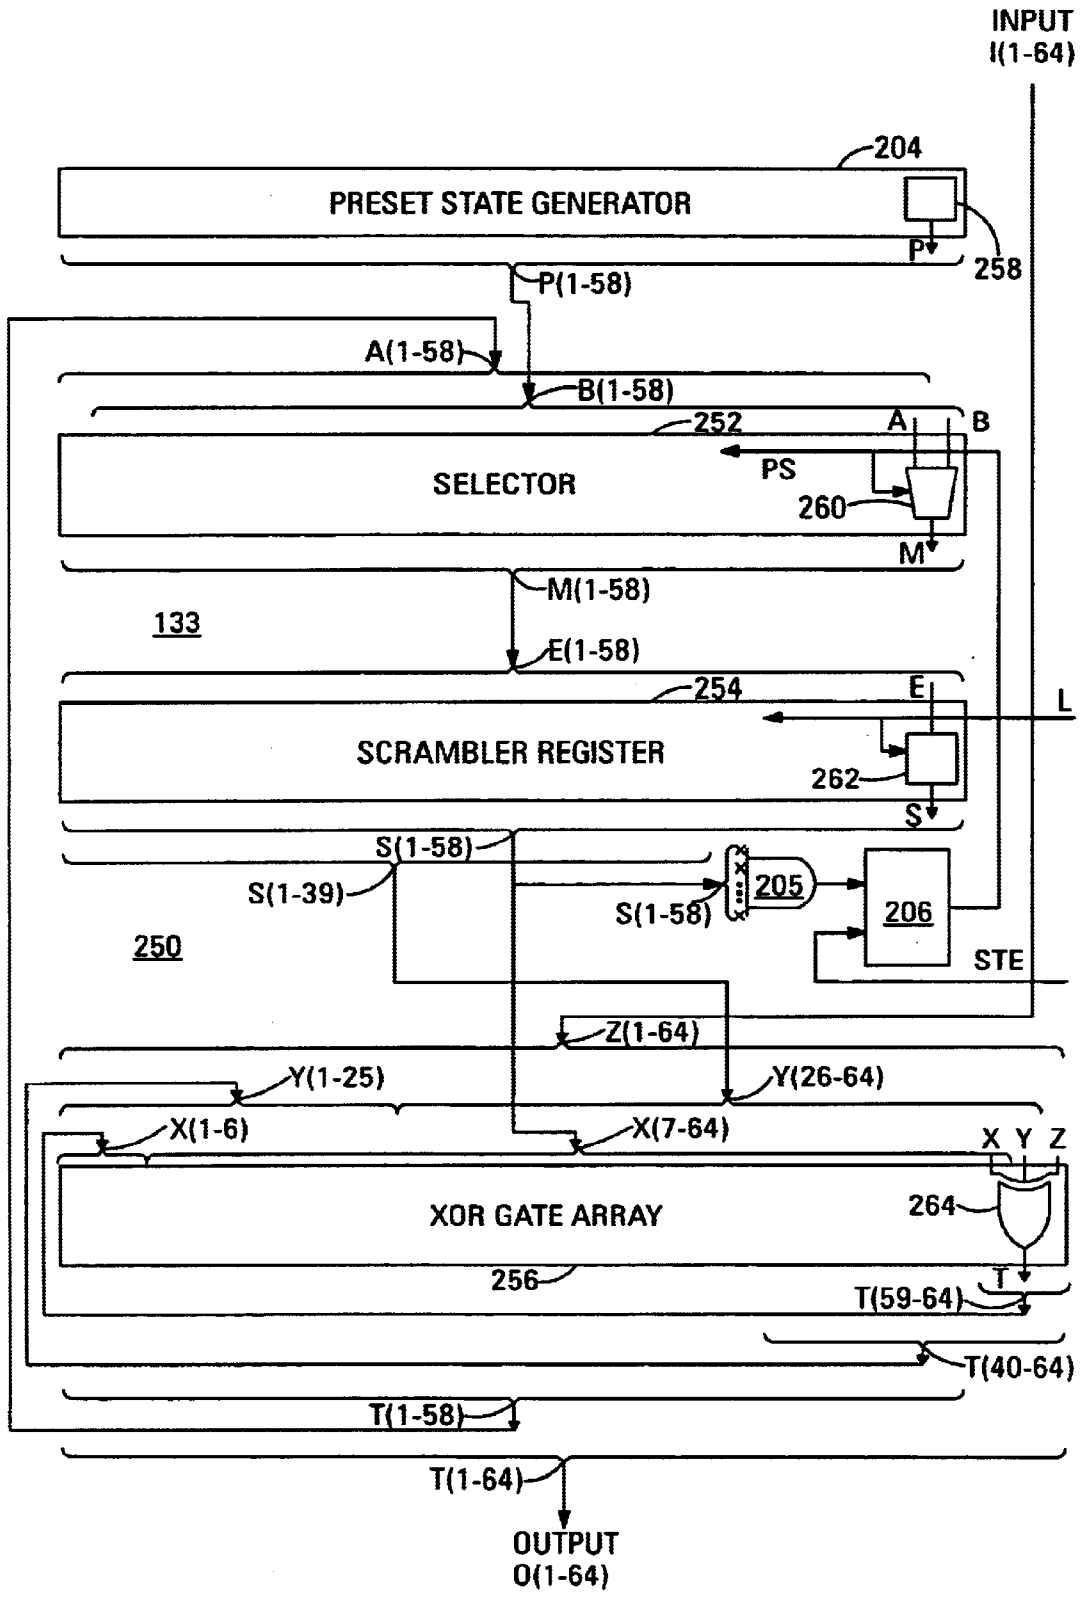 INPUT
I(1-64)
204
PRESET STATE GENERATOR
P
258
P(1-58)
A(1-58)
B(1-58)
252
A
B
PS
SELECTOR
260
M
M(1-58)
133
E(1-58)
254
E
L
SCRAMBLER REGISTER
262
S
S(1-58)
S(1-39)
S(1-58)
205
206
250
STE
Z(1-64)
Y(1-25)
Y(26-64)
X(1-6)
X(7-64)
X Y Z
XOR GATE ARRAY
264
256
T
T(59-64)
T(40-64)
T(1-58)
T(1-64)
OUTPUT
O(1-64)